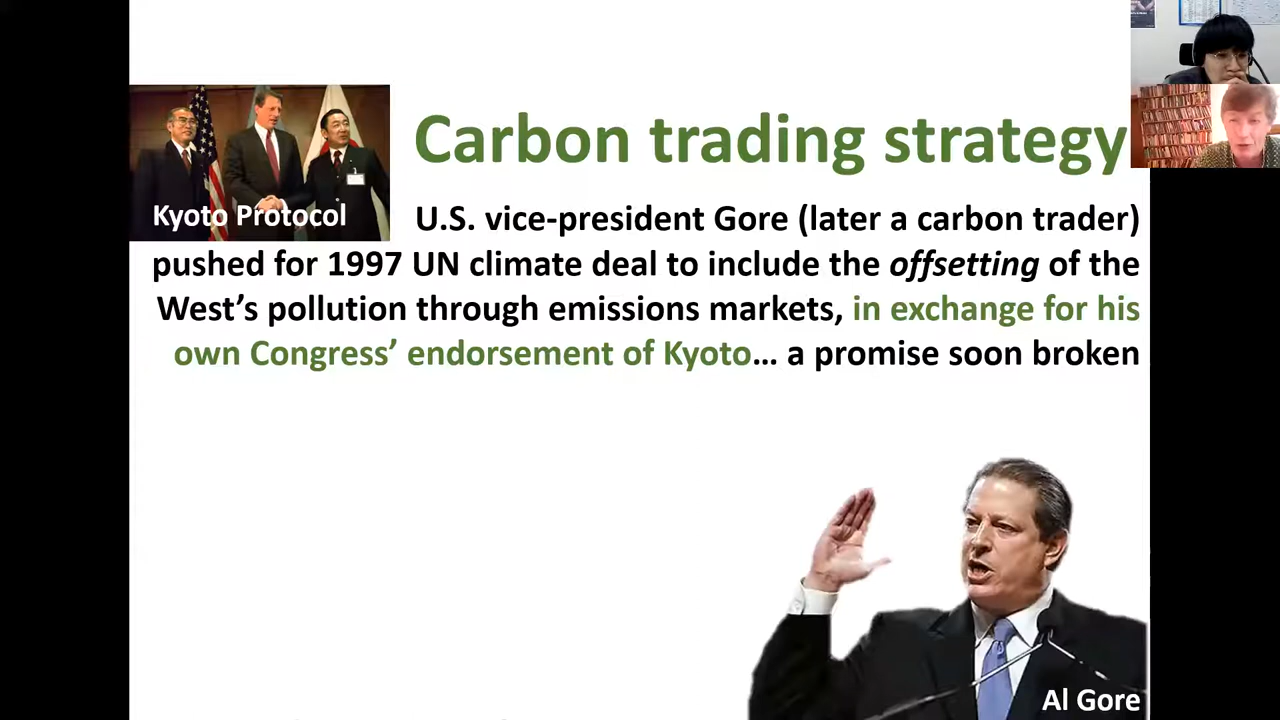 Carbon trading strategy
Kyoto Protocol
U.S. vice-president Gore (later a carbon trader)
pushed for 1997 UN climate deal to include the offsetting of the
West’s pollution through emissions markets, in exchange for his
own Congress’ endorsement of Kyoto… a promise soon broken
Al Gore